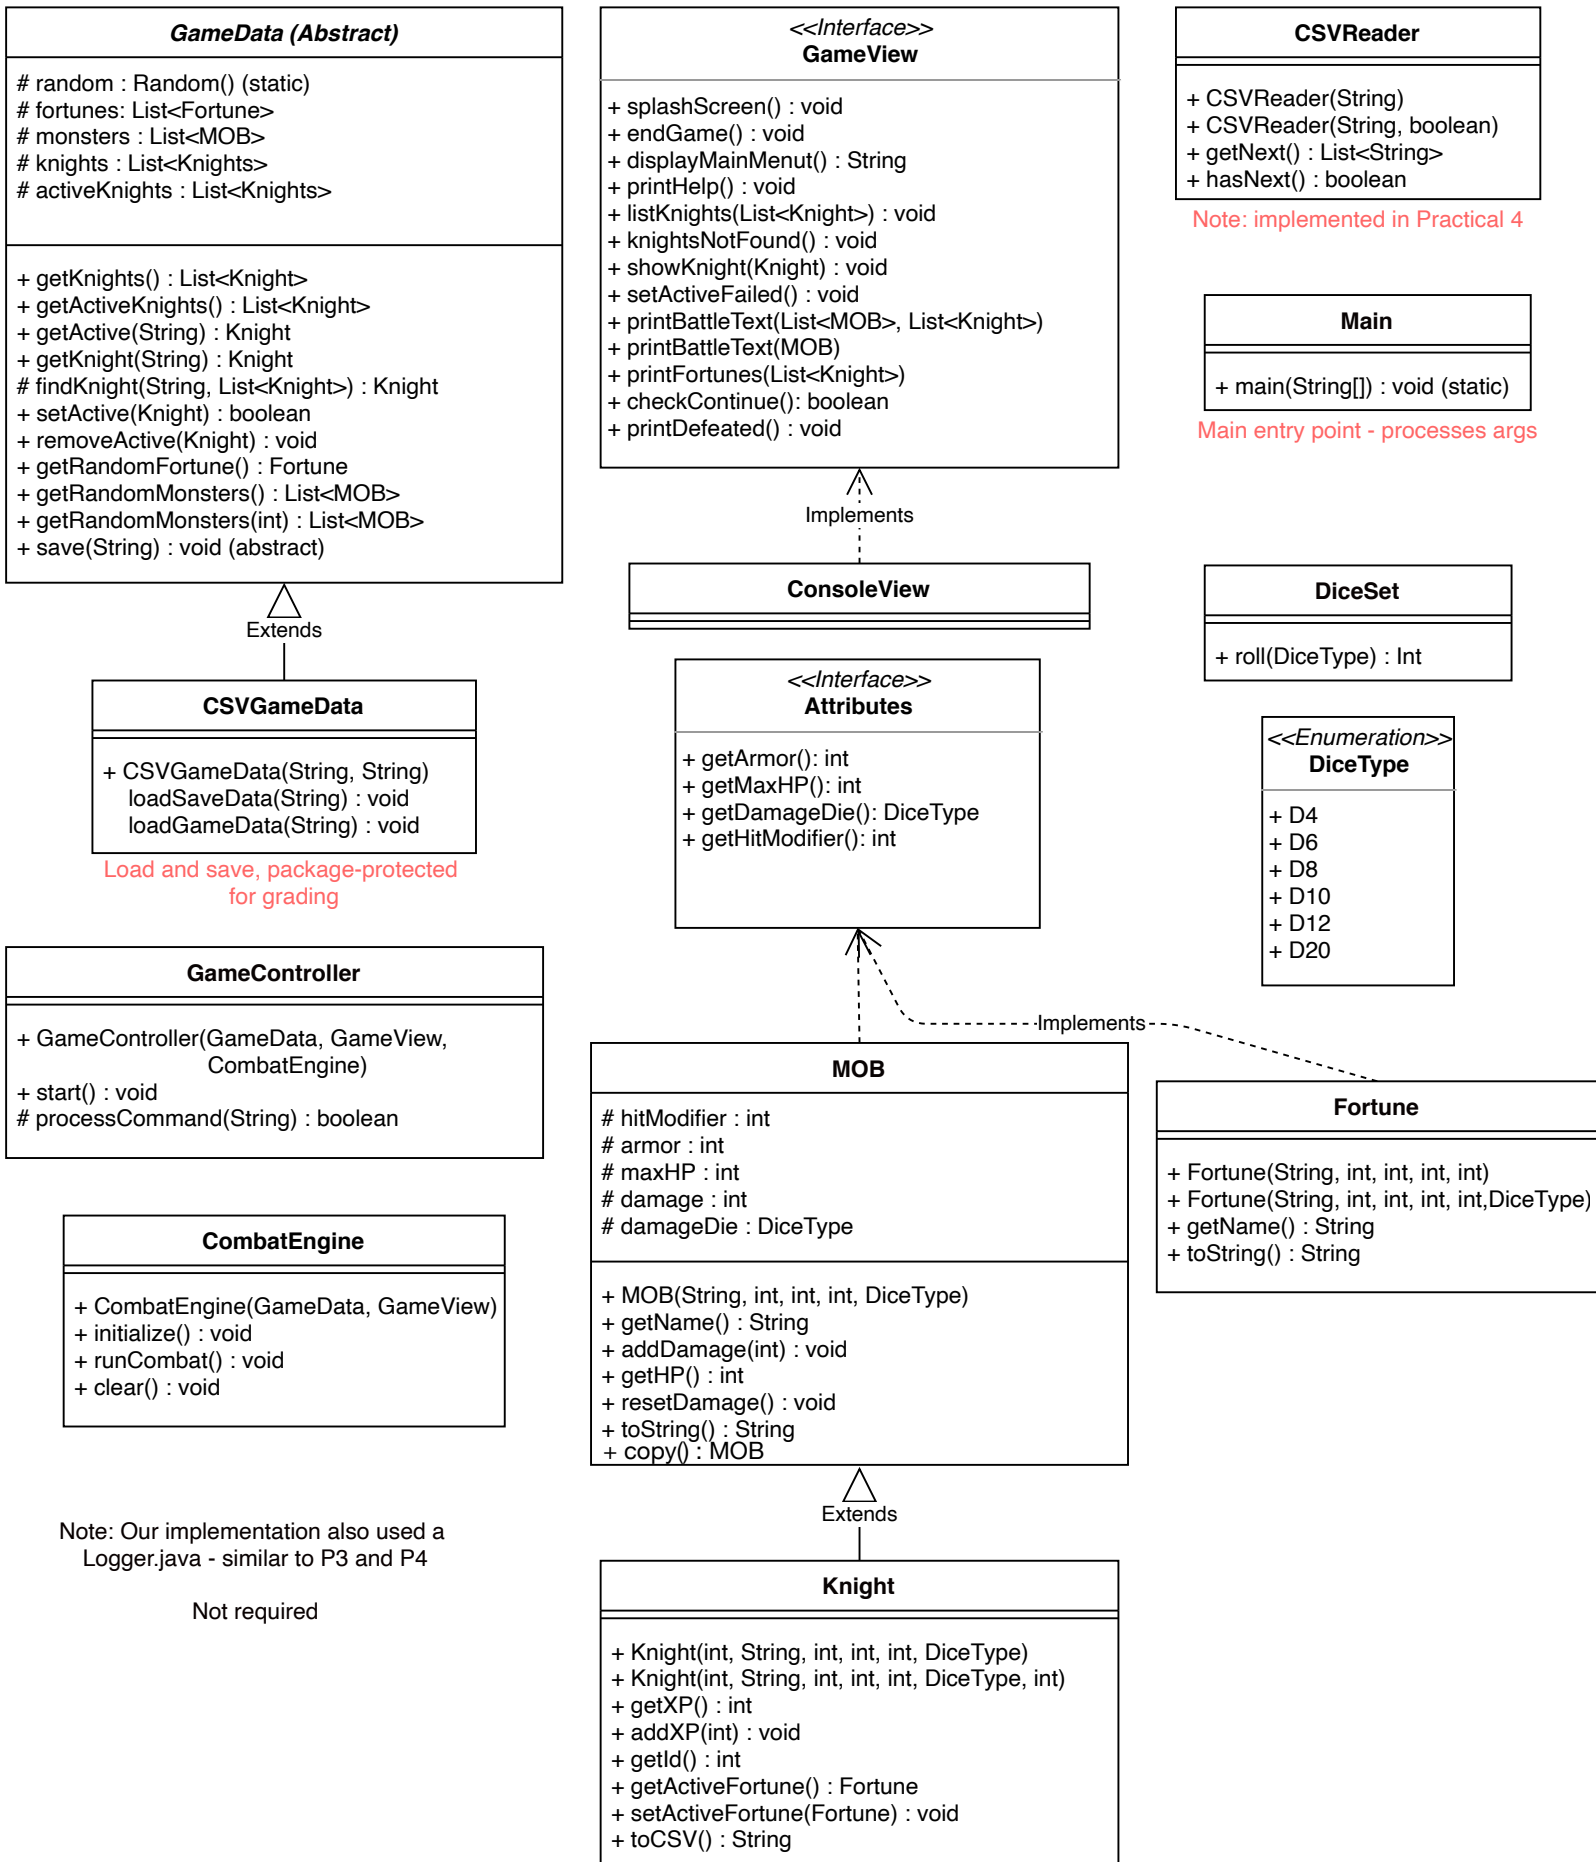 GameData (Abstract)
# random : Random() (static)
# fortunes: List<Fortune>
# monsters : List<MOB>
# knights : List<Knights>
# activeKnights : List<Knights>
+ getKnights() : List<Knight>
+ getActiveKnights() : List<Knight>
+ getActive(String) : Knight
+ getKnight(String) : Knight
# findKnight(String, List<Knight>) : Knight
+ setActive(Knight) : boolean
+ removeActive(Knight) : void
+ getRandomFortune() : Fortune
+ getRandomMonsters() : List<MOB>
+ getRandomMonsters(int) : List<MOB>
+ save(String) : void (abstract)
Extends
CSVGameData
+ CSVGameData(String, String)
loadSaveData(String) : void
loadGameData(String) : void
Load and save, package-protected
for grading
GameController
+ GameController(GameData, GameView,
CombatEngine)
+ start() : void
# processCommand(String) : boolean
CombatEngine
+ CombatEngine(GameData, GameView)
+ initialize() : void
+ runCombat() : void
+ clear() : void
Note: Our implementation also used a
Logger.java - similar to P3 and P4
Not required
<<Interface>>
GameView
+ splashScreen() : void
+ endGame() : void
+ displayMainMenut() : String
+ printHelp() : void
+ listKnights(List<Knight>) : void
+ knightsNotFound() : void
+ showKnight(Knight) : void
+ setActiveFailed() : void
+ printBattleText(List<MOB>, List<Knight>)
+ printBattleText(MOB)
+ printFortunes(List<Knight>)
+ checkContinue(): boolean
+ printDefeated() : void
Implements
ConsoleView
<<Interface>>
Attributes
+ getArmor(): int
+ getMaxHP(): int
+ getDamageDie(): DiceType
+ getHitModifier(): int
Implements
MOB
# hitModifier : int
# armor : int
# maxHP : int
# damage : int
# damageDie : DiceType
+ MOB(String, int, int, int, DiceType)
+ getName() : String
+ addDamage(int) : void
+ getHP() : int
+ resetDamage() : void
+ toString() : String
+ copy() : MOB
Extends
Knight
+ Knight(int, String, int, int, int, DiceType)
+ Knight(int, String, int, int, int, DiceType, int)
+ getXP() : int
+ addXP(int) : void
+ getId() : int
+ getActiveFortune() : Fortune
+ setActiveFortune(Fortune) : void
+ toCSV() : String
CSVReader
+ CSVReader(String)
+ CSVReader(String, boolean)
+ getNext() : List<String>
+ hasNext() : boolean
Note: implemented in Practical 4
Main
+ main(String[]) : void (static)
Main entry point - processes args
DiceSet
+ roll(DiceType) : Int
<<Enumeration>>
DiceType
+ D4
+ D6
+ D8
+ D10
+ D12
+ D20
Fortune
+ Fortune(String, int, int, int, int)
+ Fortune(String, int, int, int, int,DiceType)
+ getName() : String
+ toString() : String